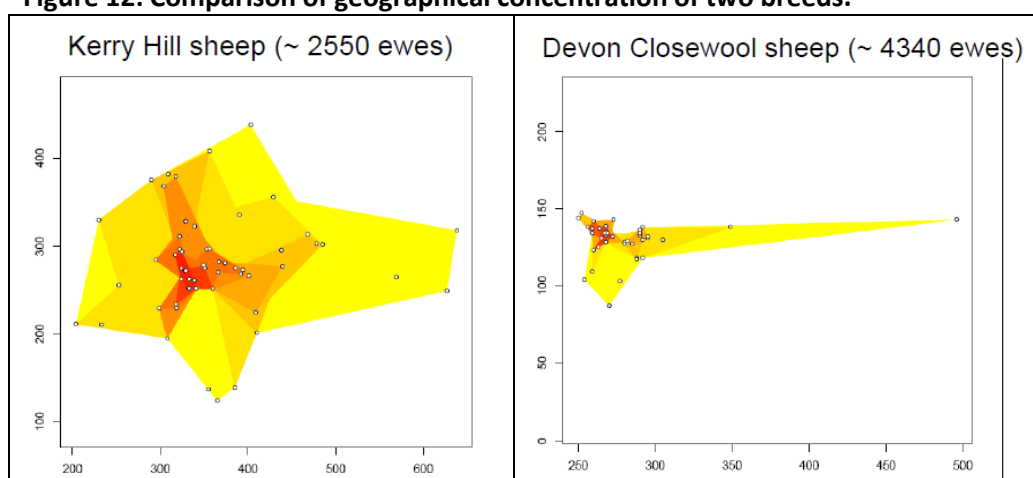 Figure 12: Comparison of geographical concentration of two breeds.
Kerry Hill sheep (~ 2550 ewes)
400
300
200
100
200 300 400 500 600
Devon Closewool sheep (~ 4340 ewes)
200
150
100
50
0
250 300 350 400 450 500